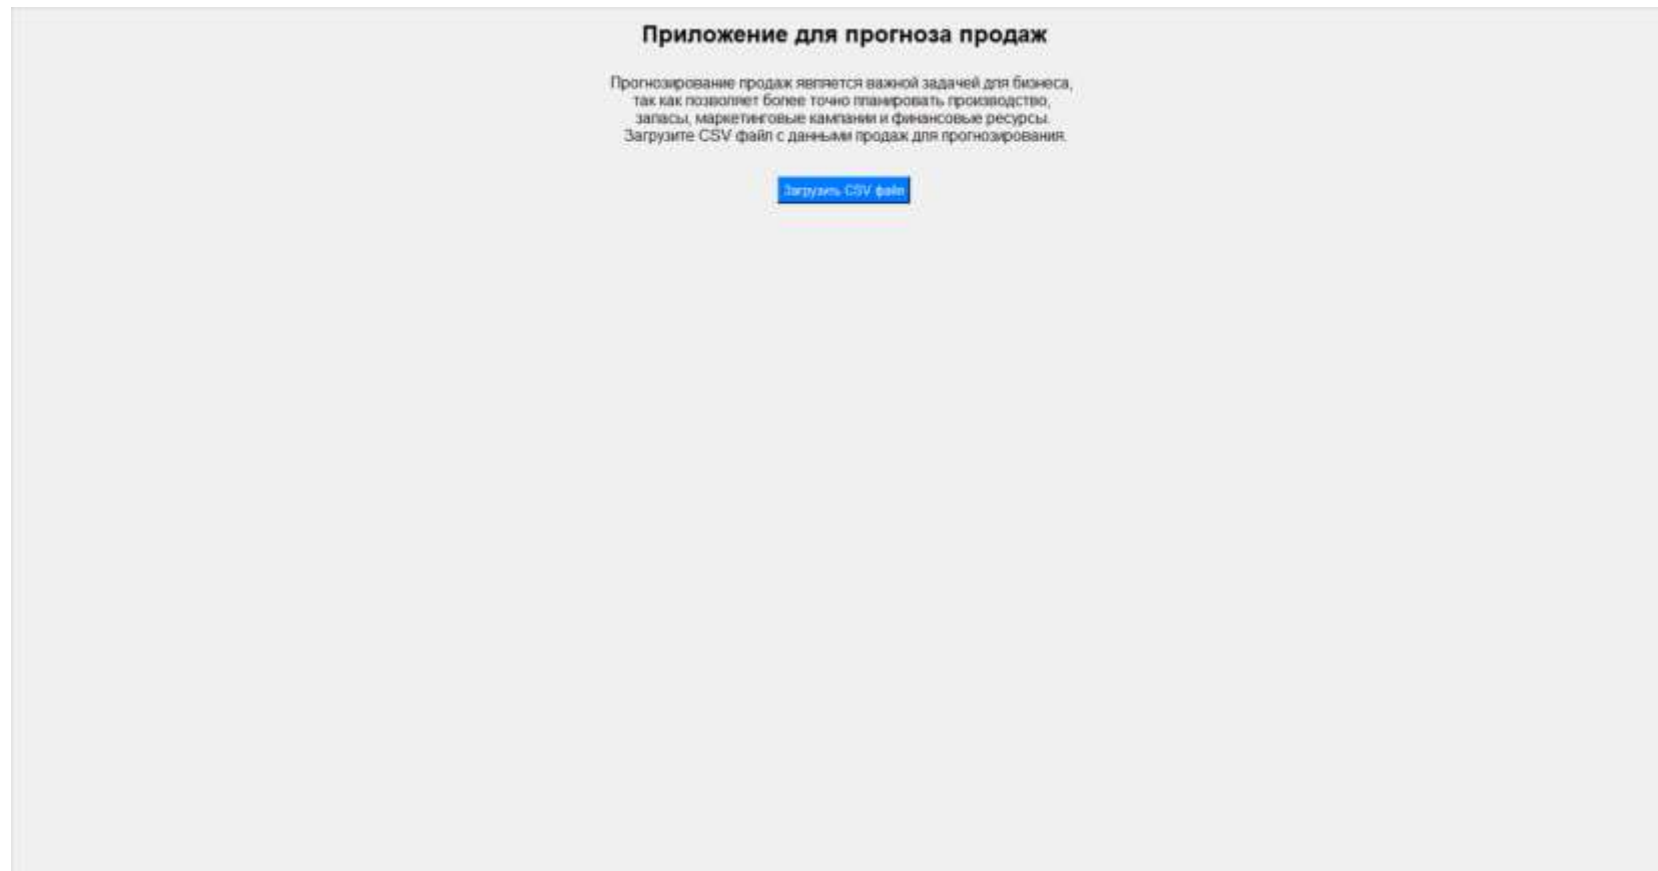 Приложение для прогноза продаж
Прогнозирование продаж является важной задачей для бизнеса,
так как позволяет более точно планировать производство,
запасы, маркетинговые кампании и финансовые ресурсы.
Загрузите CSV файл с данными продаж для прогнозирования.
Загрузить CSV файл